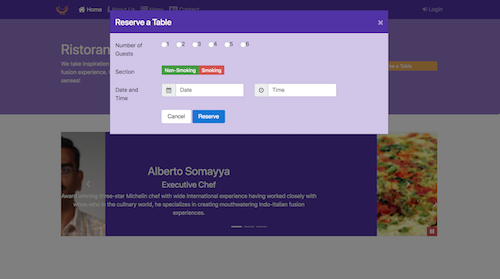 Home
About Us
Menu
Contact
Login
Reserve a Table
×
Number of Guests
1 2 3 4 5 6
Section
Non-Smoking Smoking
Date and Time
Date
Time
Cancel Reserve
Ristoran
We take inspiration
fusion experience.
senses!
e a Table
Alberto Somayya
Executive Chef
Award winning three-star Michelin chef with wide International experience having worked closely with
whos-who in the culinary world, he specializes in creating mouthwatering Indo-Italian fusion
experiences.